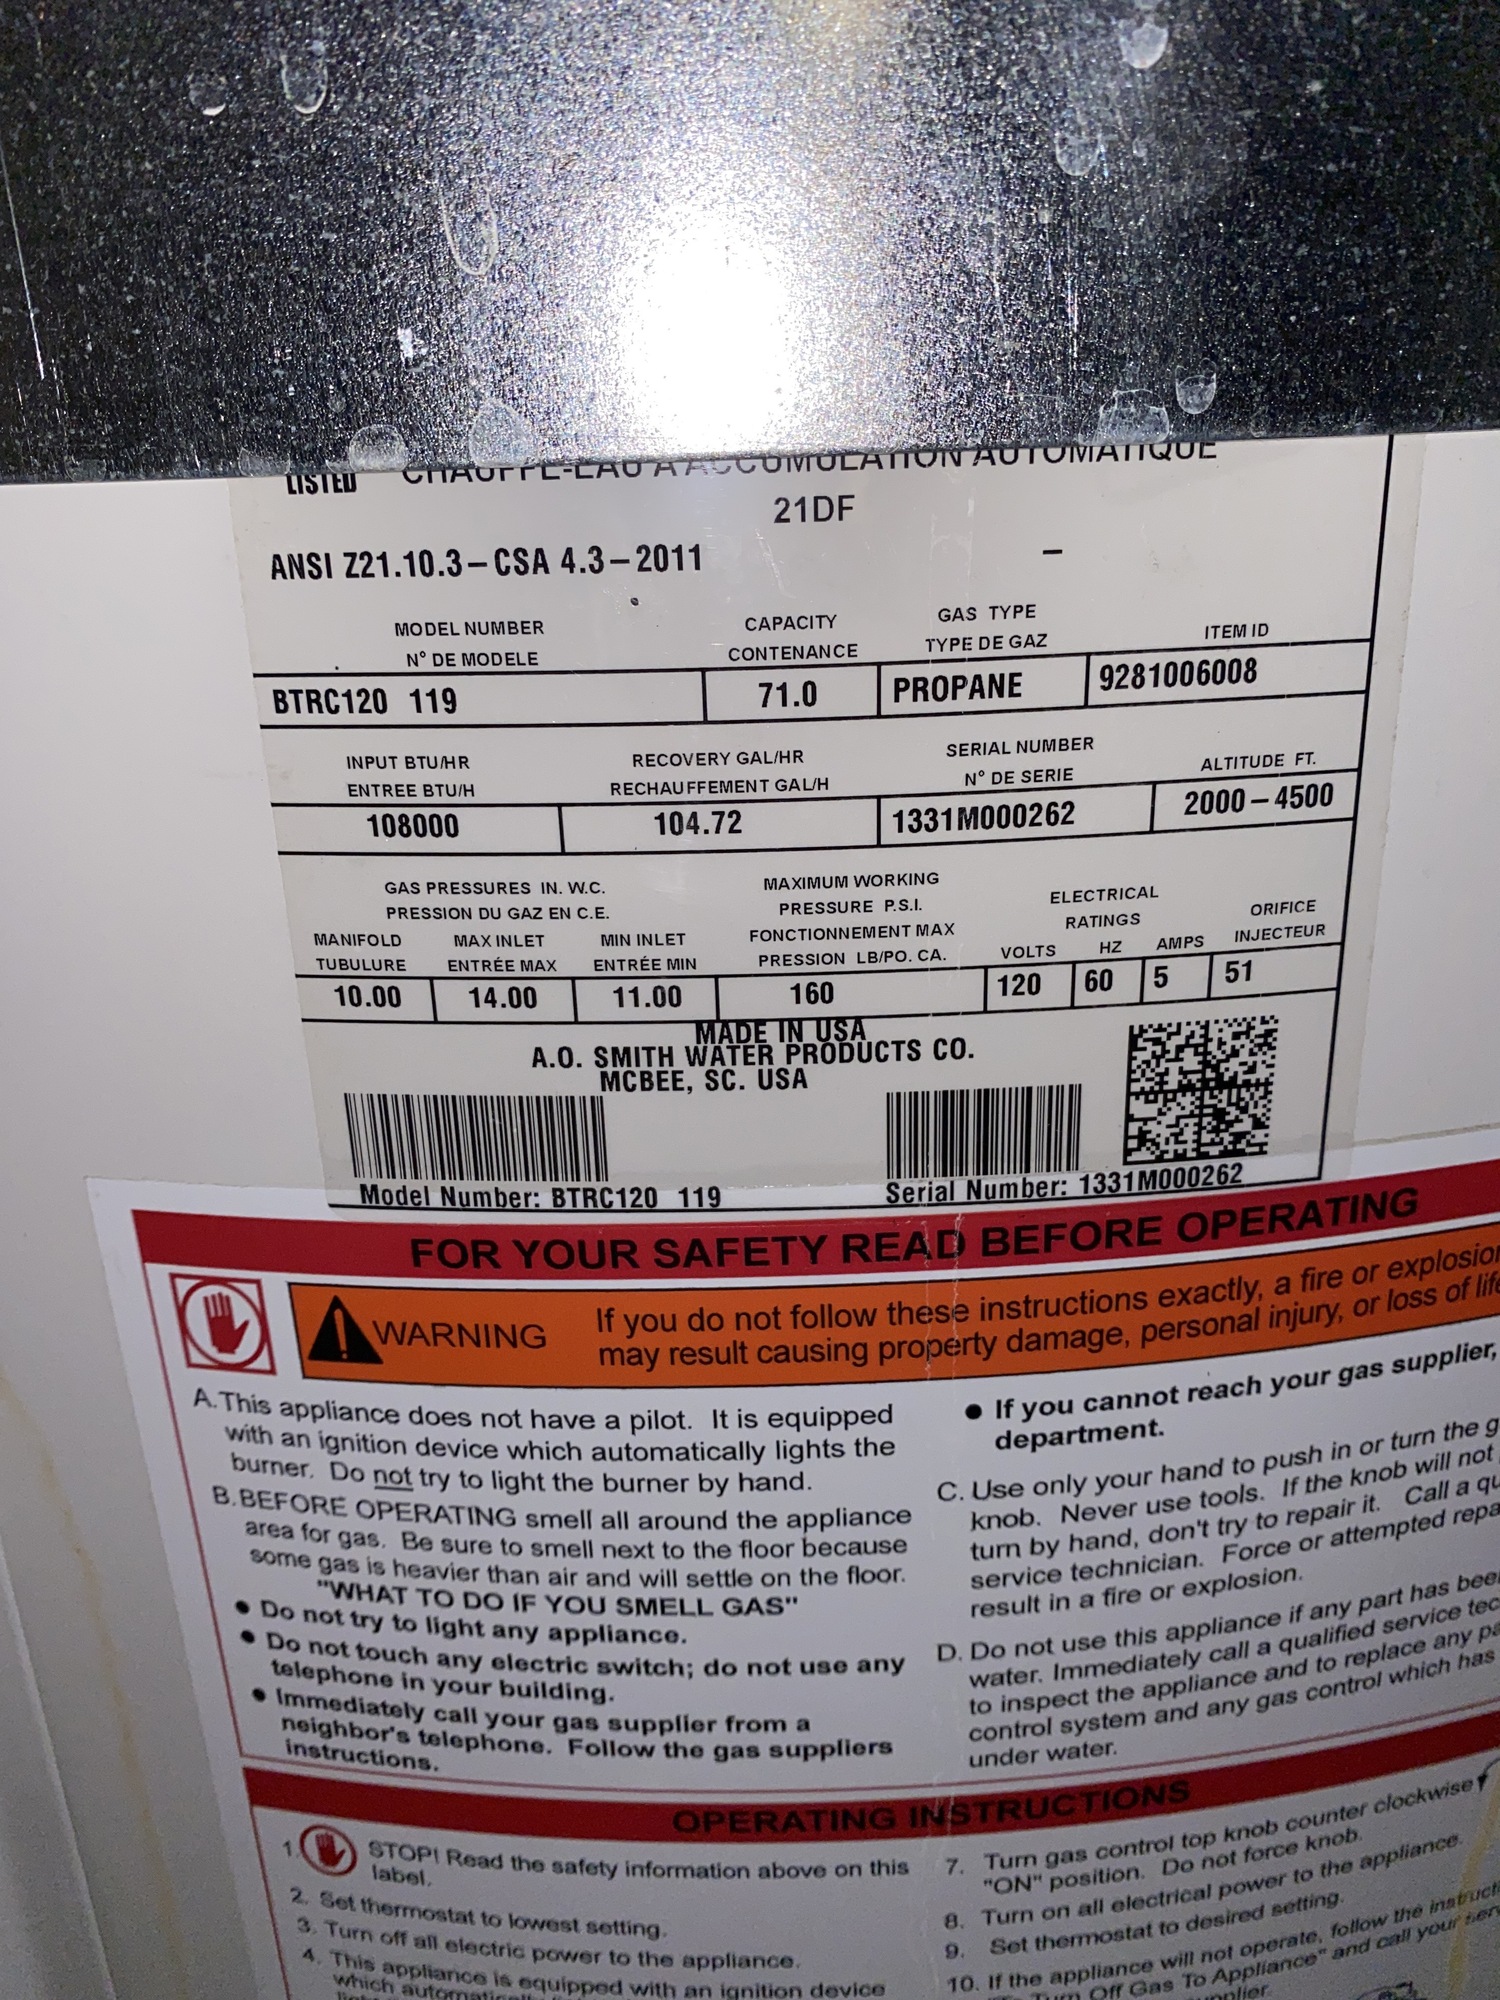 LISTED CHAUFFE-EAU A ACCUMULATION AUTOMATIQUE
21DF
ANSI Z21.10.3-CSA 4.3-2011 -
MODEL NUMBER CAPACITY GAS TYPE ITEM ID
N° DE MODELE CONTENANCE TYPE DE GAZ
BTRC120 119 71.0 PROPANE 9281006008
INPUT BTU/HR RECOVERY GAL/HR SERIAL NUMBER ALTITUDE FT.
ENTREE BTU/H RECHAUFFEMENT GAL/H N° DE SERIE
108000 104.72 1331M000262 2000-4500
GAS PRESSURES IN. W.C. MAXIMUM WORKING ELECTRICAL ORIFICE
PRESSION DU GAZ EN C.E. PRESSURE P.S.I. RATINGS INJECTEUR
MANIFOLD MAX INLET MIN INLET FONCTIONNEMENT MAX
TUBULURE ENTRÉE MAX ENTRÉE MIN PRESSION LB/PO. CA. VOLTS HZ AMPS
10.00 14.00 11.00 160 120 60 5 51
MADE IN USA
A.O. SMITH WATER PRODUCTS CO.
MCBEE, SC. USA
Model Number: BTRC120 119 Serial Number: 1331M000262
FOR YOUR SAFETY READ BEFORE OPERATING
WARNING
If you do not follow these instructions exactly, a fire or explosion
may result causing property damage, personal injury, or loss of life
A. This appliance does not have a pilot. It is equipped
with an ignition device which automatically lights the
burner. Do not try to light the burner by hand.
B. BEFORE OPERATING smell all around the appliance
area for gas. Be sure to smell next to the floor because
some gas is heavier than air and will settle on the floor.
"WHAT TO DO IF YOU SMELL GAS"
• Do not try to light any appliance.
• Do not touch any electric switch; do not use any
telephone in your building.
• Immediately call your gas supplier from a
neighbor's telephone. Follow the gas suppliers
instructions.
• If you cannot reach your gas supplier,
department.
C. Use only your hand to push in or turn the g
knob. Never use tools. If the knob will not
turn by hand, don't try to repair it. Call a qu
service technician. Force or attempted repa
result in a fire or explosion.
D. Do not use this appliance if any part has been
water. Immediately call a qualified service tec
to inspect the appliance and to replace any pa
control system and any gas control which has
under water.
OPERATING INSTRUCTIONS
1. STOP! Read the safety information above on this
label.
2. Set thermostat to lowest setting.
3. Turn off all electric power to the appliance.
4. This appliance is equipped with an ignition device
which
7. Turn gas control top knob counter clockwise
"ON" position. Do not force knob.
8. Turn on all electrical power to the appliance.
9. Set thermostat to desired setting.
10. If the appliance will not operate, follow the instructi
Turn Off Gas To Appliance" and call your